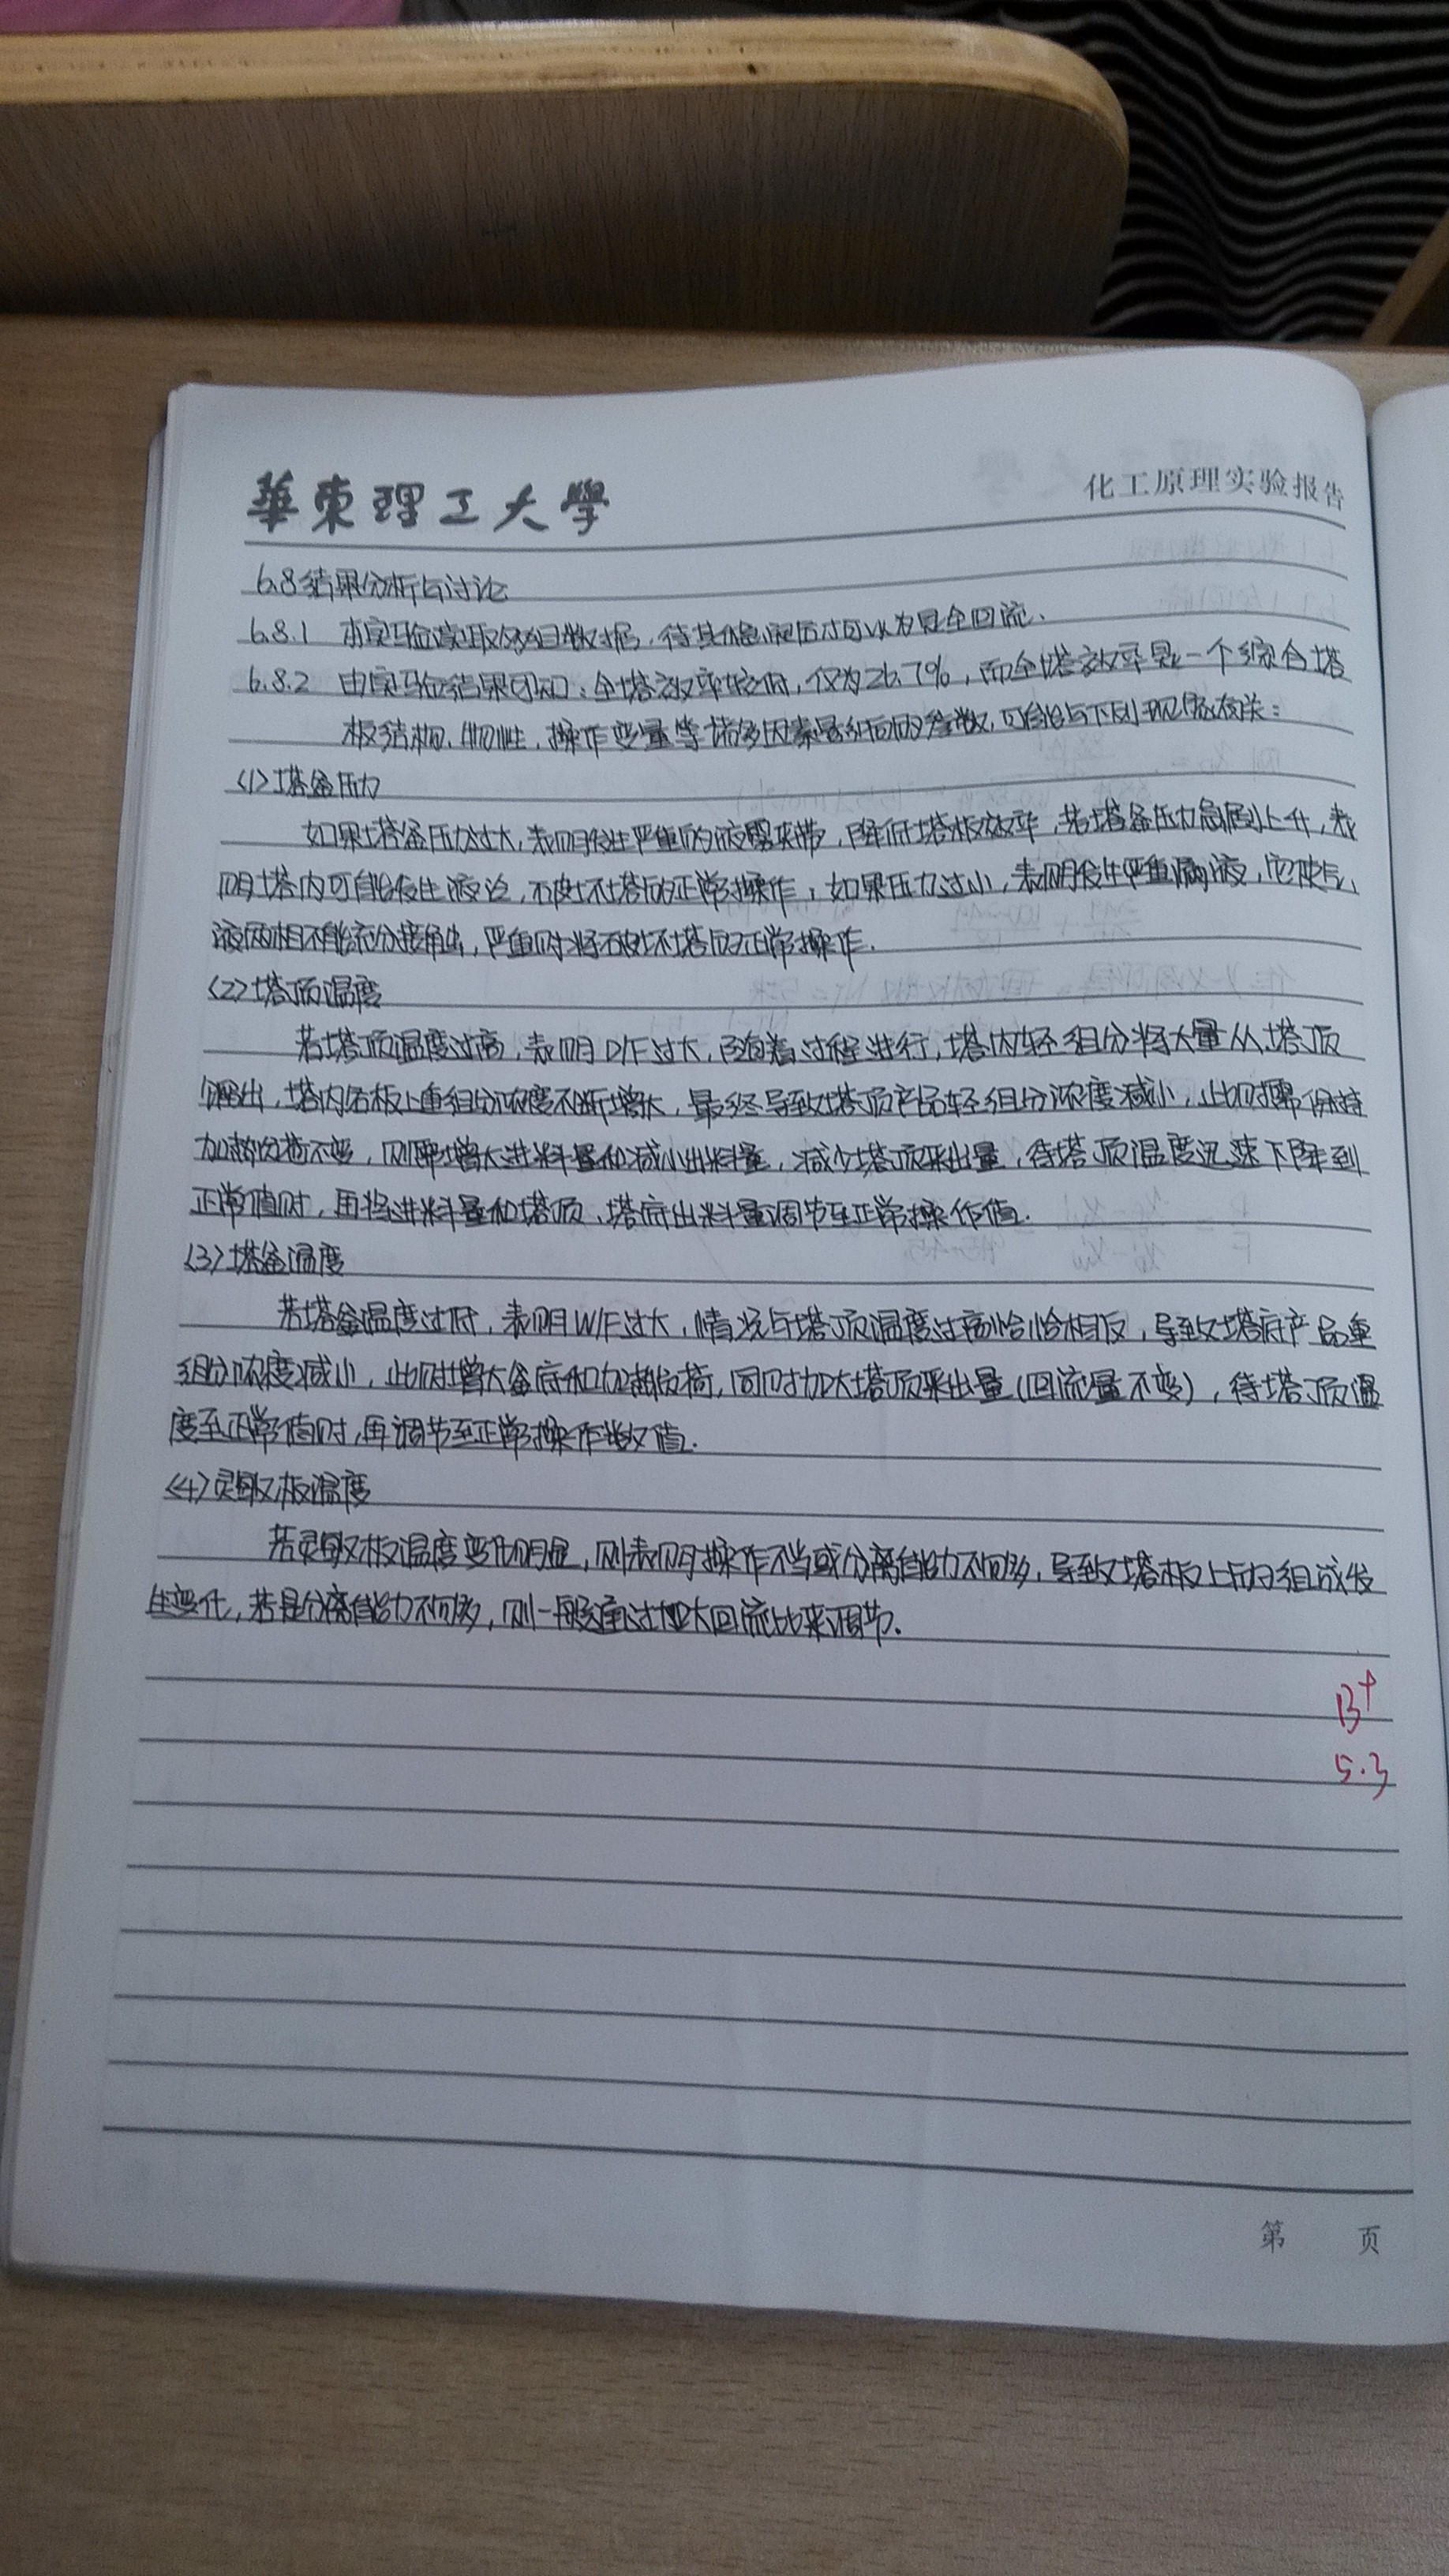 華東理工大學
化工原理实验报告
6.8 结果分析与讨论
6.8.1 本实验读取多组数据，待其稳定后才可认为是全回流．
6.8.2 由实验结果可知：全塔效率较低，仅为26.7%，而全塔效率是一个综合塔
板结构、物性、操作变量等诸多因素影响的参数，可能与下列现象有关：
(1)塔釜压力
如果塔釜压力过大，表明发生严重的液雾夹带，降低塔板效率，若塔釜压力急剧上升，表
明塔内可能发生液泛，破坏塔的正常操作；如果压力过小，表明发生严重漏液，它使气、
液两相不能充分接触，严重时将破坏塔的正常操作．
(2)塔顶温度
若塔顶温度过高，表明D/F过大，随着过程进行，塔内轻组分将大量从塔顶
馏出，塔内各板上重组分浓度不断增大，最终导致塔顶产品轻组分浓度减小，此时需保持
加热负荷不变，则需增大进料量和减小出料量，减少塔顶采出量，待塔顶温度迅速下降到
正常值时，再将进料量和塔顶、塔底出料量调节至正常操作值．
(3)塔釜温度
若塔釜温度过低，表明W/F过大，情况与塔顶温度过高恰恰相反，导致塔底产品重
组分浓度减小，此时增大釜底和加热负荷，同时加大塔顶采出量(回流量不变)，待塔顶温
度至正常值时，再调节至正常操作数值．
(4)灵敏板温度
若灵敏板温度变化明显，则表明操作不当或分离能力不够，导致塔板上的组成发
生变化，若是分离能力不够，则一般通过加大回流比来调节．
B+
5.3
第 页